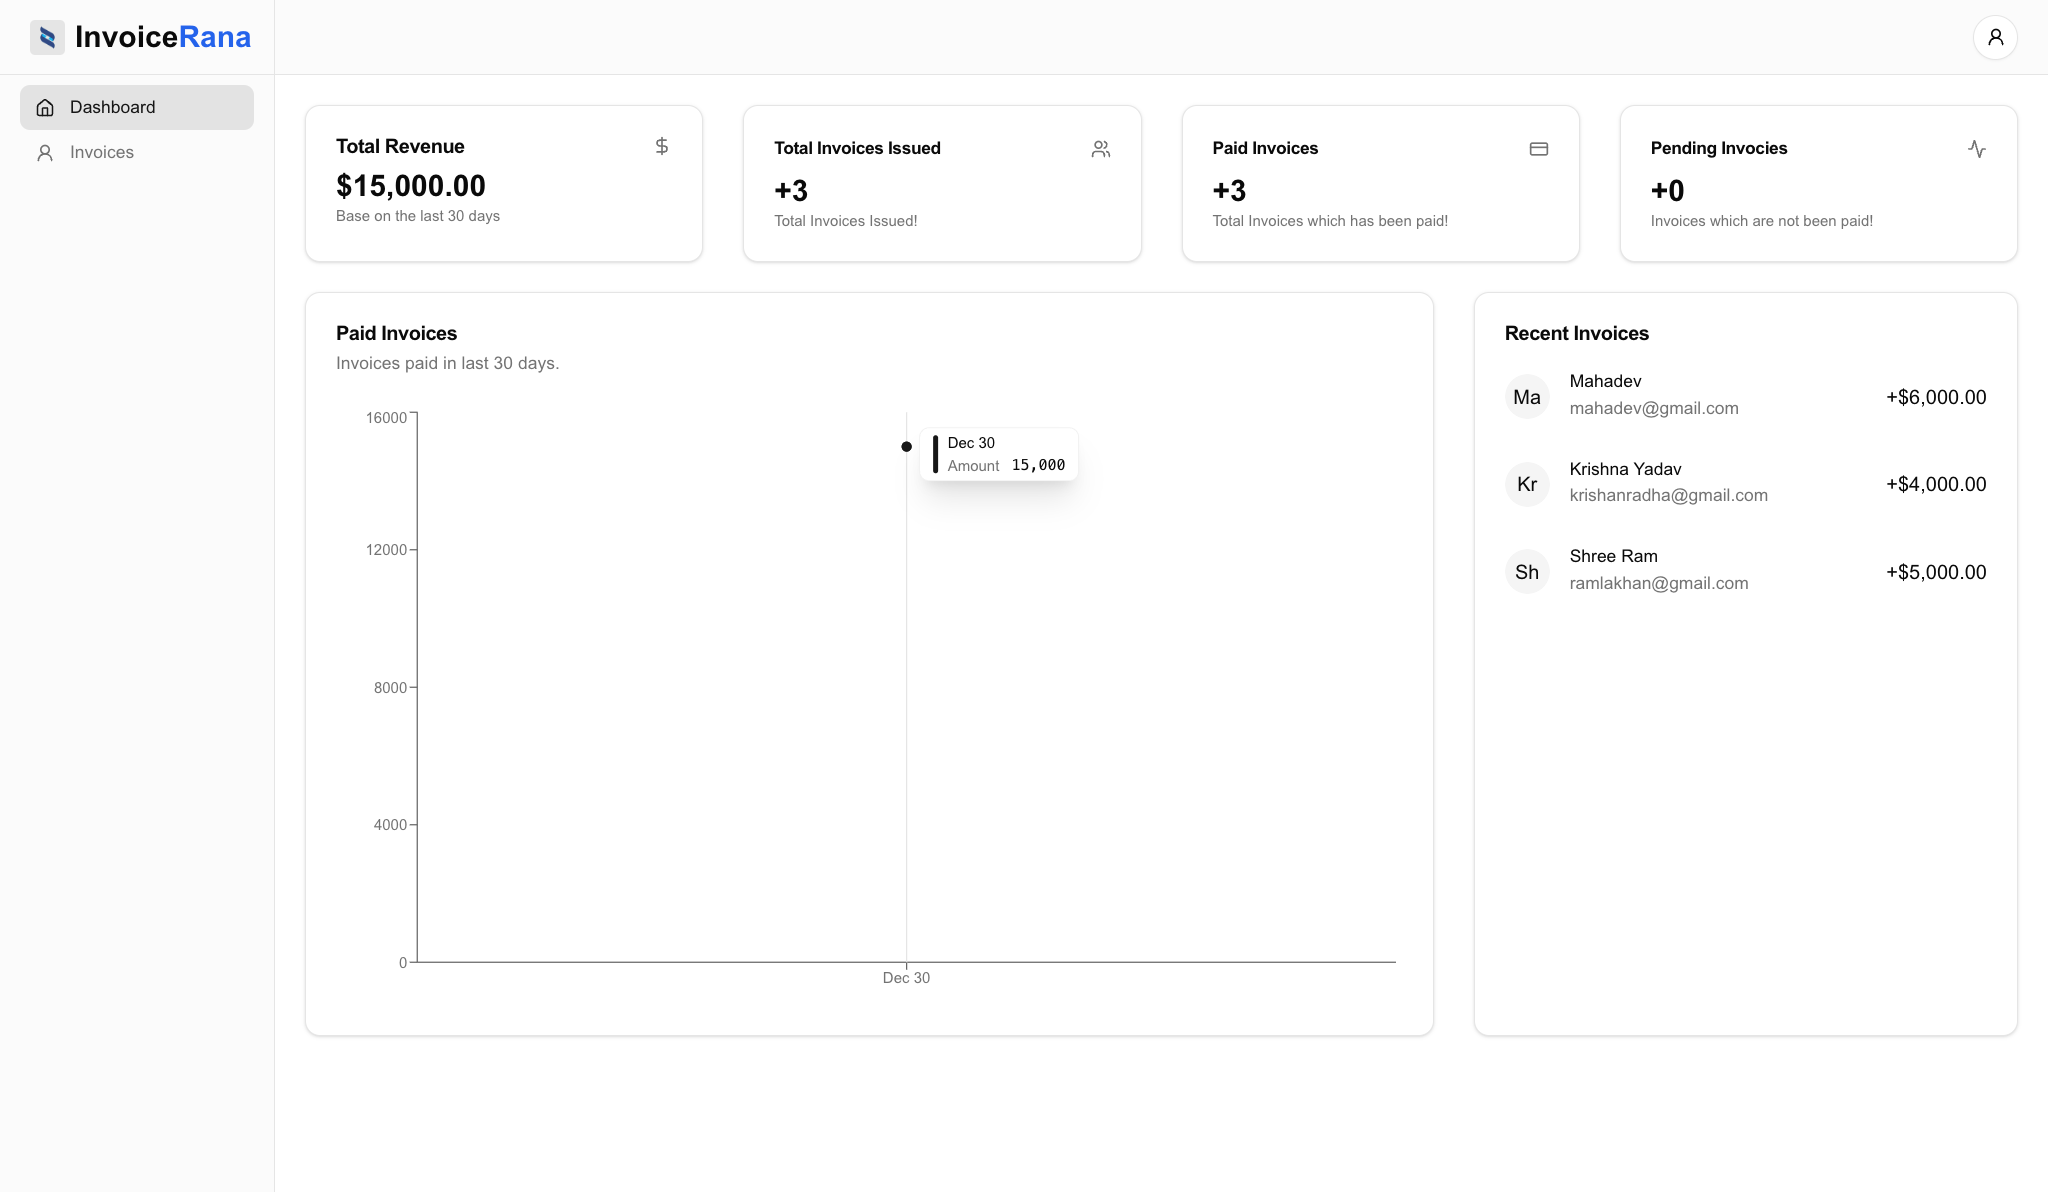 InvoiceRana
Dashboard
Invoices
Total Revenue
$15,000.00
Base on the last 30 days
Total Invoices Issued
+3
Total Invoices Issued!
Paid Invoices
+3
Total Invoices which has been paid!
Pending Invocies
+0
Invoices which are not been paid!
Paid Invoices
Invoices paid in last 30 days.
16000
12000
8000
4000
0
Dec 30
Dec 30
Amount 15,000
Recent Invoices
Ma
Mahadev
mahadev@gmail.com
+$6,000.00
Kr
Krishna Yadav
krishanradha@gmail.com
+$4,000.00
Sh
Shree Ram
ramlakhan@gmail.com
+$5,000.00